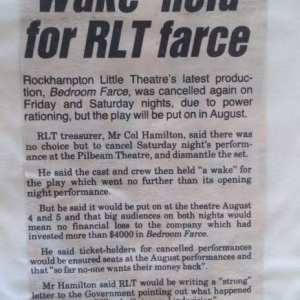 "Wake" held
for RLT farce
Rockhampton Little Theatre's latest produc-
tion, Bedroom Farce, was cancelled again on
Friday and Saturday nights, due to power
rationing, but the play will be put on in August.
RLT treasurer, Mr Col Hamilton, said there was
no choice but to cancel Saturday night's perform-
ance at the Pilbeam Theatre, and dismantle the set.
He said the cast and crew then held "a wake" for
the play which went no further than its opening
night performance.
But he said it would be put on at the theatre August
4 and 5 and that big audiences on both nights would
mean no financial loss to the company which had
invested more than $4000 in Bedroom Farce.
He said ticket-holders for cancelled performances
would be ensured seats at the August performances and
that "so far no-one wants their money back".
Mr Hamilton said RLT would be writing a "strong"
letter to the Government pointing out what happened